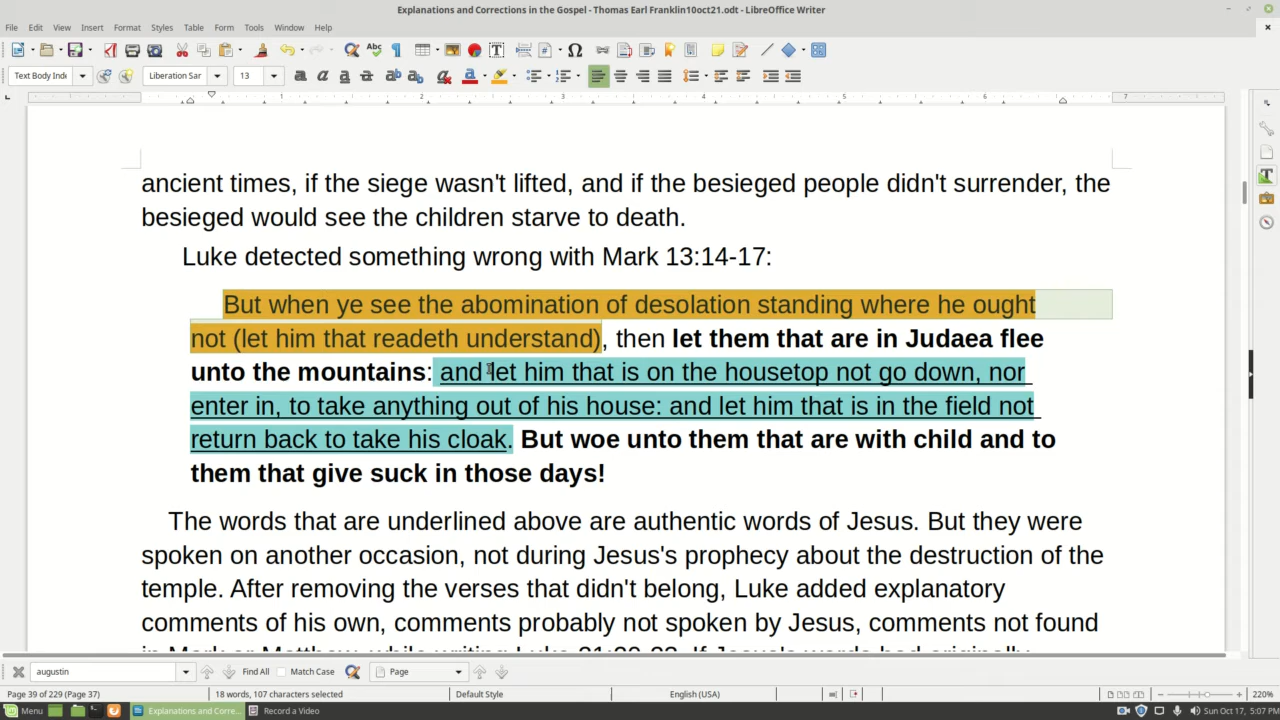 Explanations and Corrections in the Gospel - Thomas Earl Franklin10oct21.odt - LibreOffice Writer
File Edit View Insert Format Styles Table Form Tools Window Help
Text Body Ind Liberation Sar 13
1 2 3 4 5 6 7
ancient times, if the siege wasn't lifted, and if the besieged people didn't surrender, the
besieged would see the children starve to death.
Luke detected something wrong with Mark 13:14-17:
But when ye see the abomination of desolation standing where he ought
not (let him that readeth understand), then let them that are in Judaea flee
unto the mountains: and let him that is on the housetop not go down, nor
enter in, to take anything out of his house: and let him that is in the field not
return back to take his cloak. But woe unto them that are with child and to
them that give suck in those days!
The words that are underlined above are authentic words of Jesus. But they were
spoken on another occasion, not during Jesus's prophecy about the destruction of the
temple. After removing the verses that didn't belong, Luke added explanatory
comments of his own, comments probably not spoken by Jesus, comments not found
augustin Find All Match Case Page
Page 39 of 229 (Page 37) 18 words, 107 characters selected Default Style English (USA) 220%
Menu Explanations and Corre... Record a Video Sun Oct 17, 5:07 PM